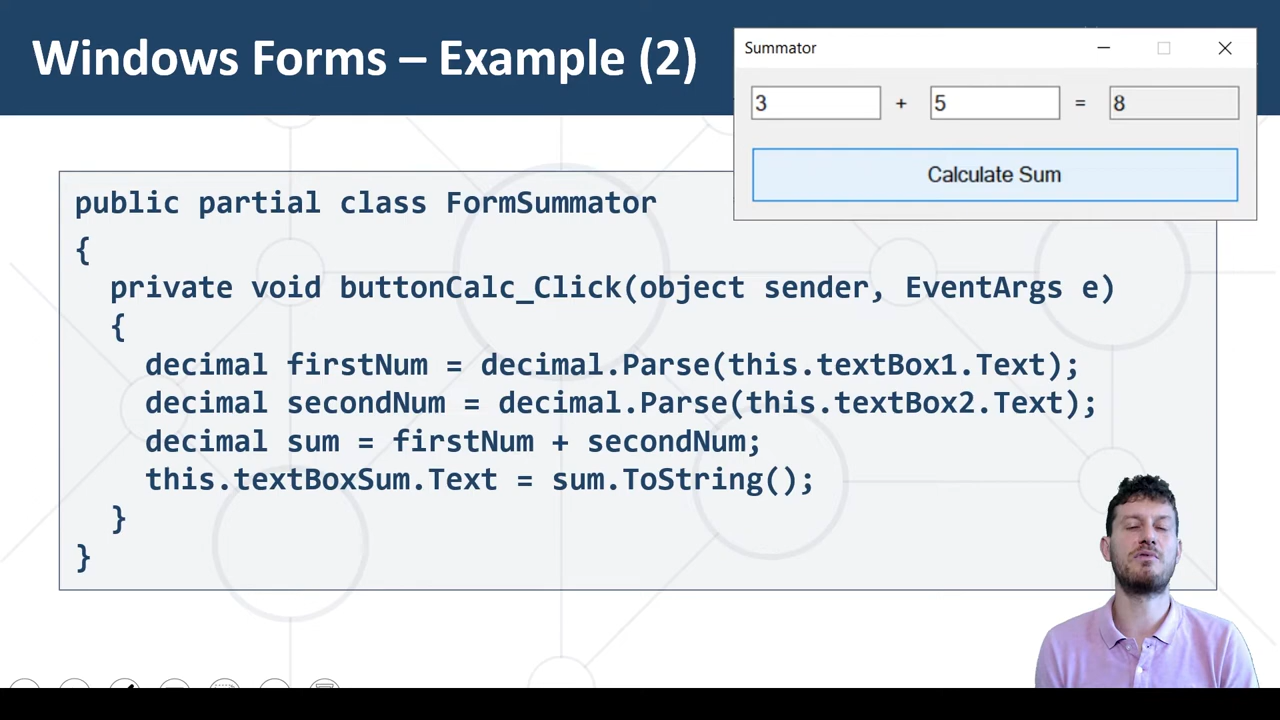 Windows Forms – Example (2)
Summator
3 + 5 = 8
Calculate Sum
public partial class FormSummator
{
private void buttonCalc_Click(object sender, EventArgs e)
{
decimal firstNum = decimal.Parse(this.textBox1.Text);
decimal secondNum = decimal.Parse(this.textBox2.Text);
decimal sum = firstNum + secondNum;
this.textBoxSum.Text = sum.ToString();
}
}